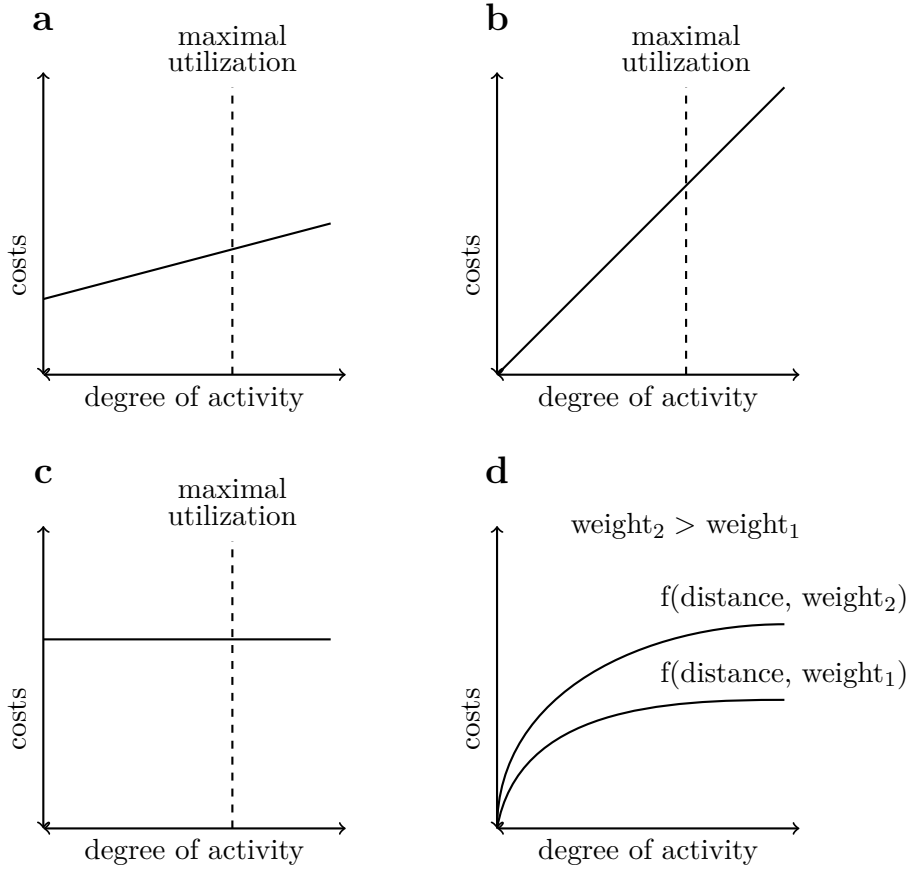 a
maximal
utilization
costs
degree of activity
b
maximal
utilization
costs
degree of activity
c
maximal
utilization
costs
degree of activity
d
weight₂ > weight₁
f(distance, weight₂)
f(distance, weight₁)
costs
degree of activity